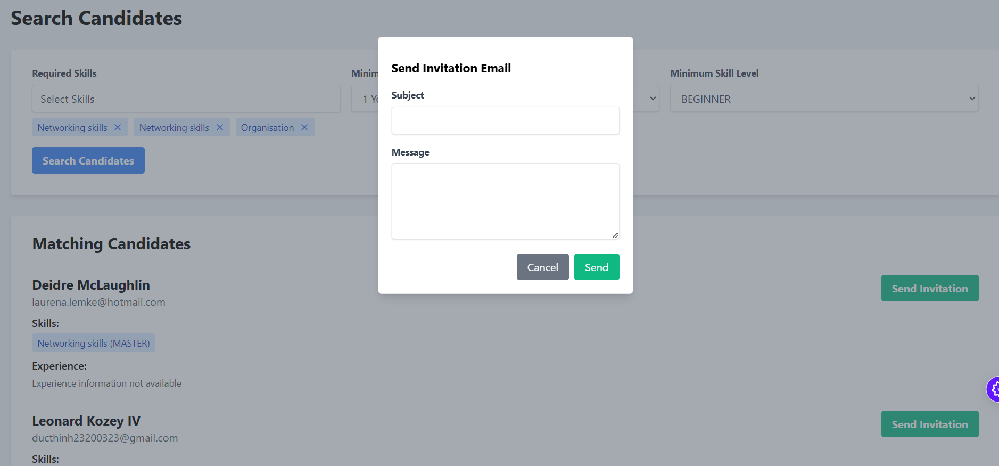 Search Candidates
Required Skills
Select Skills
Networking skills
Networking skills
Organisation
Search Candidates
Minimum Skill Level
BEGINNER
Send Invitation Email
Subject
Message
Cancel
Send
Matching Candidates
Deidre McLaughlin
laurena.lemke@hotmail.com
Send Invitation
Skills:
Networking skills (MASTER)
Experience:
Experience information not available
Leonard Kozey IV
ducthinh23200323@gmail.com
Send Invitation
Skills: